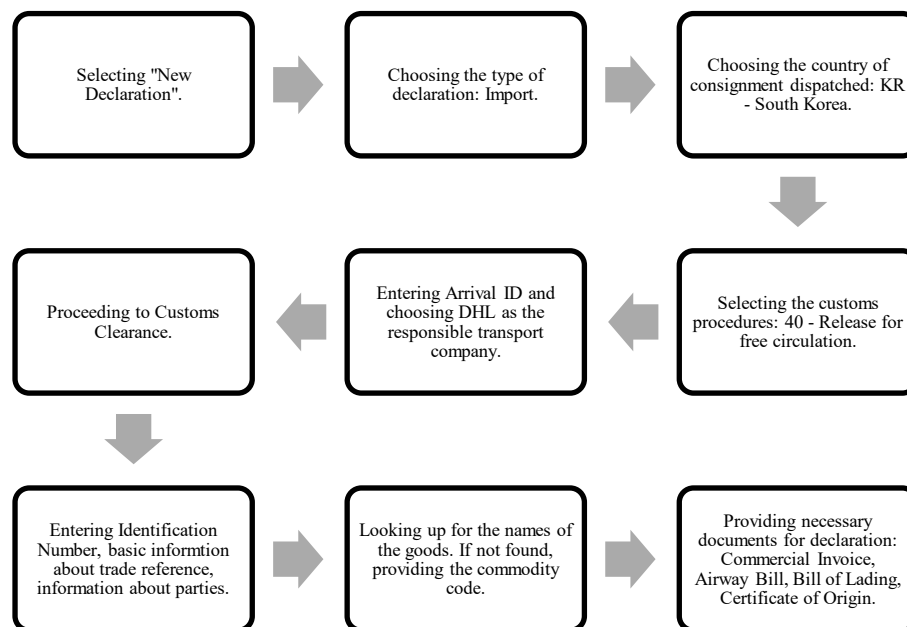 Selecting "New
Declaration".
Choosing the type of
declaration: Import.
Choosing the country of
consignment dispatched: KR
- South Korea.
Selecting the customs
procedures: 40 - Release for
free circulation.
Entering Arrival ID and
choosing DHL as the
responsible transport
company.
Proceeding to Customs
Clearance.
Entering Identification
Number, basic informtion
about trade reference,
information about parties.
Looking up for the names of
the goods. If not found,
providing the commodity
code.
Providing necessary
documents for declaration:
Commercial Invoice,
Airway Bill, Bill of Lading,
Certificate of Origin.